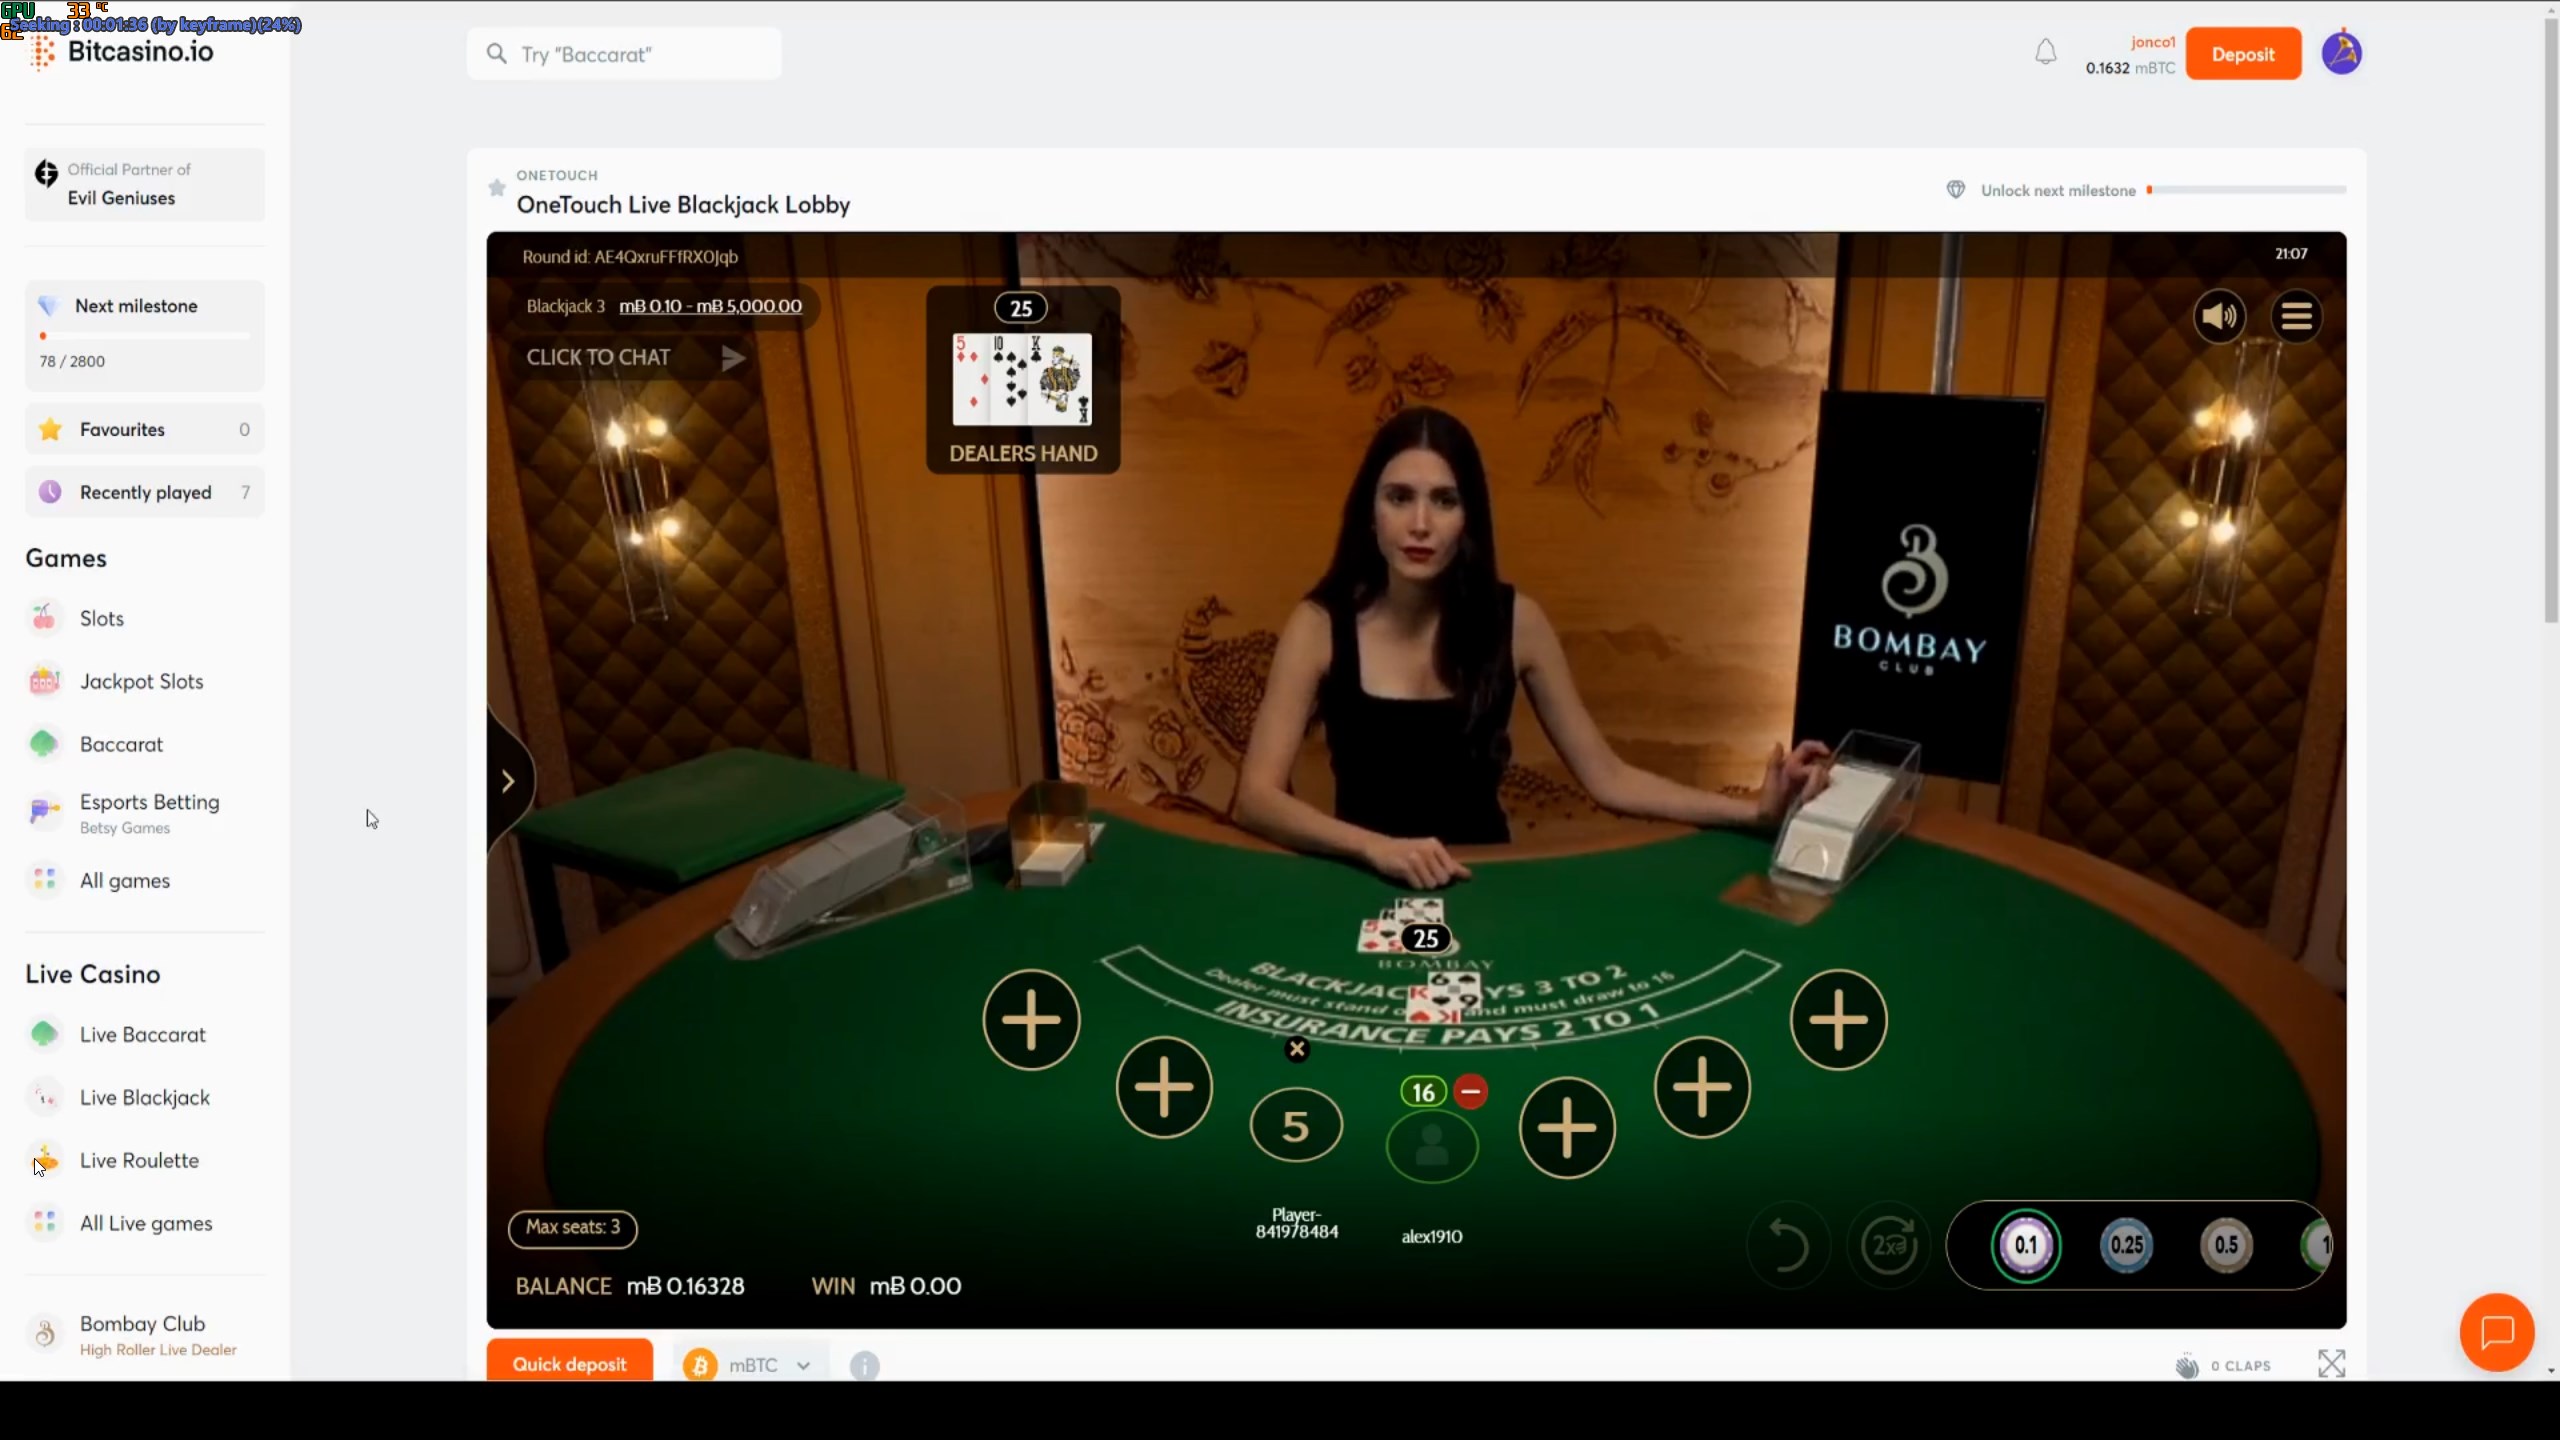 GPU 33 °C
Seeking : 00:01:36 (by keyframe)(24%)
Bitcasino.io
Try "Baccarat"
jonco1
0.1632 mBTC
Deposit
Official Partner of
Evil Geniuses
ONETOUCH
OneTouch Live Blackjack Lobby
Unlock next milestone
Next milestone
78 / 2800
Favourites 0
Recently played 7
Games
Slots
Jackpot Slots
Baccarat
Esports Betting
Betsy Games
All games
Live Casino
Live Baccarat
Live Blackjack
Live Roulette
All Live games
Bombay Club
High Roller Live Dealer
Round id: AE4QxruFFfRXOJqb
21:07
Blackjack 3 mɃ 0.10 - mɃ 5,000.00
CLICK TO CHAT
25
5 10 K
K
DEALERS HAND
B
BOMBAY
CLUB
25
BOMBAY
BLACKJACK PAYS 3 TO 2
Dealer must stand and must draw to 16
INSURANCE PAYS 2 TO 1
16
5
Player-
841978484
alex1910
Max seats: 3
2x
0.1
0.25
0.5
BALANCE mɃ 0.16328 WIN mɃ 0.00
Quick deposit
mBTC
0 CLAPS